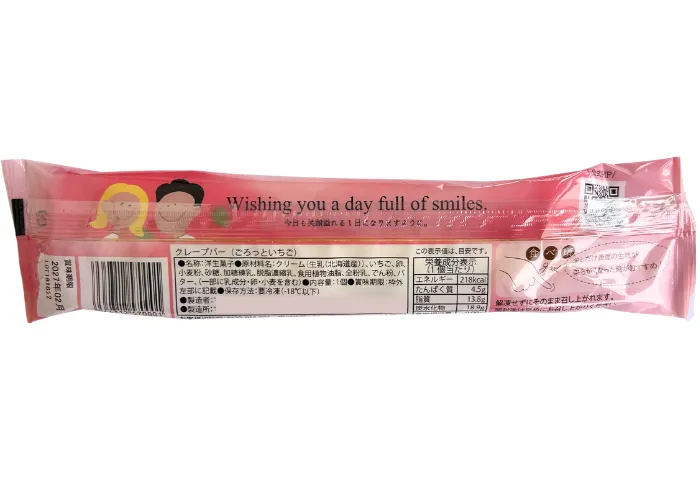 Wishing you a day full of smiles.
今日も笑顔溢れる1日になりますように。
クレープバー（ごろっといちご）
●名称：洋生菓子●原材料名：クリーム（生乳（北海道産））、いちご、卵、
小麦粉、砂糖、加糖練乳、脱脂濃縮乳、食用植物油脂、全粉乳、でん粉、バ
ター、（一部に乳成分・卵・小麦を含む）●内容量：1個●賞味期限：枠外
左部に記載●保存方法：要冷凍（-18℃以下）
●製造者：
●製造所：
この表示値は、目安です。
栄養成分表示
（1個当たり）
エネルギー 218kcal
たんぱく質 4.5g
脂質 13.8g
炭水化物 18.9g
食べ
解凍せずにそのまま召し上がれます。
賞味期限